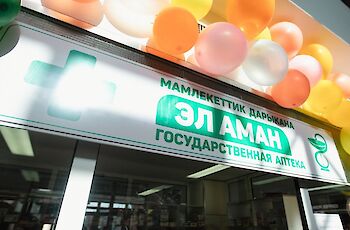 МАМЛЕКЕТТИК ДАРЫКАНА
ЭЛ АМАН
ГОСУДАРСТВЕННАЯ АПТЕКА